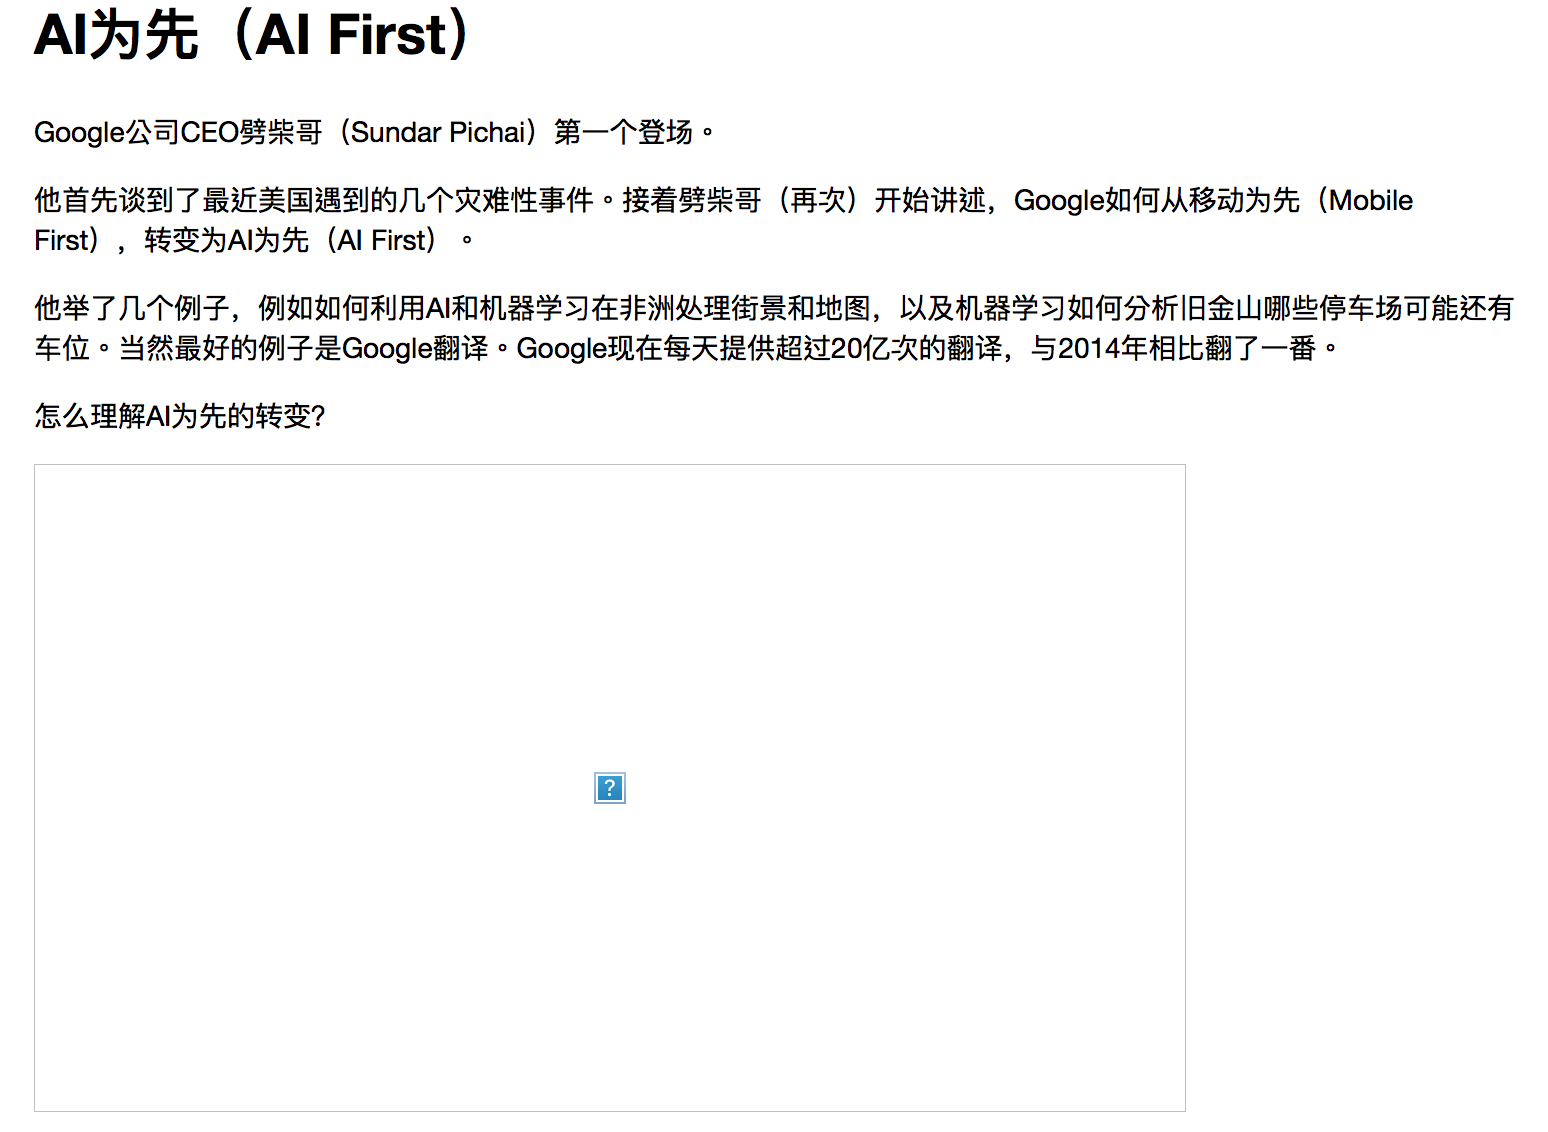 AI为先（AI First）
Google公司CEO劈柴哥（Sundar Pichai）第一个登场。
他首先谈到了最近美国遇到的几个灾难性事件。接着劈柴哥（再次）开始讲述，Google如何从移动为先（Mobile
First），转变为AI为先（AI First）。
他举了几个例子，例如如何利用AI和机器学习在非洲处理街景和地图，以及机器学习如何分析旧金山哪些停车场可能还有
车位。当然最好的例子是Google翻译。Google现在每天提供超过20亿次的翻译，与2014年相比翻了一番。
怎么理解AI为先的转变?
?